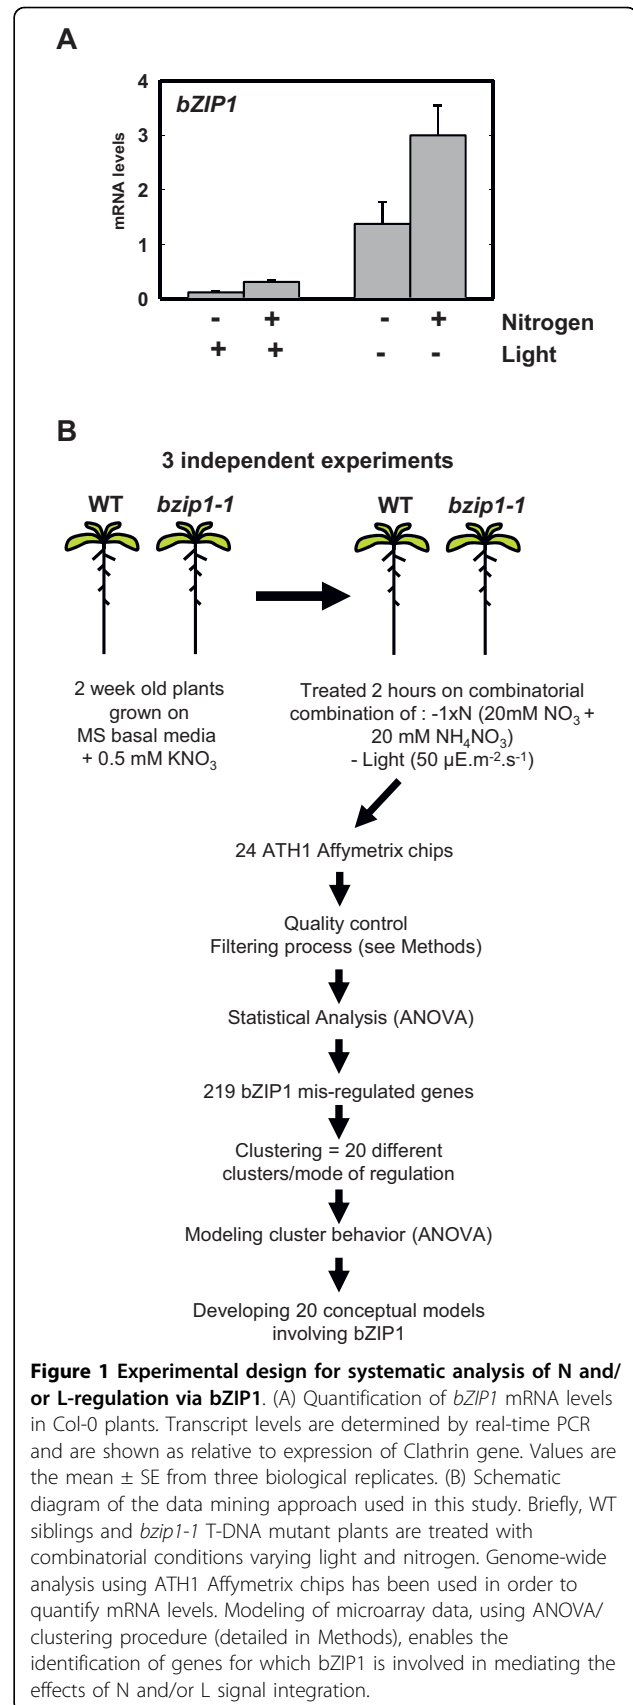 A
bZIP1
mRNA levels
4
3
2
1
0
- + - + Nitrogen
+ + - - Light
B
3 independent experiments
WT bzip1-1 WT bzip1-1
2 week old plants
grown on
MS basal media
+ 0.5 mM KNO₃
Treated 2 hours on combinatorial
combination of : -1xN (20mM NO₃ +
20 mM NH₄NO₃)
- Light (50 µE.m⁻².s⁻¹)
24 ATH1 Affymetrix chips
Quality control
Filtering process (see Methods)
Statistical Analysis (ANOVA)
219 bZIP1 mis-regulated genes
Clustering = 20 different
clusters/mode of regulation
Modeling cluster behavior (ANOVA)
Developing 20 conceptual models
involving bZIP1
Figure 1 Experimental design for systematic analysis of N and/
or L-regulation via bZIP1. (A) Quantification of bZIP1 mRNA levels
in Col-0 plants. Transcript levels are determined by real-time PCR
and are shown as relative to expression of Clathrin gene. Values are
the mean ± SE from three biological replicates. (B) Schematic
diagram of the data mining approach used in this study. Briefly, WT
siblings and bzip1-1 T-DNA mutant plants are treated with
combinatorial conditions varying light and nitrogen. Genome-wide
analysis using ATH1 Affymetrix chips has been used in order to
quantify mRNA levels. Modeling of microarray data, using ANOVA/
clustering procedure (detailed in Methods), enables the
identification of genes for which bZIP1 is involved in mediating the
effects of N and/or L signal integration.